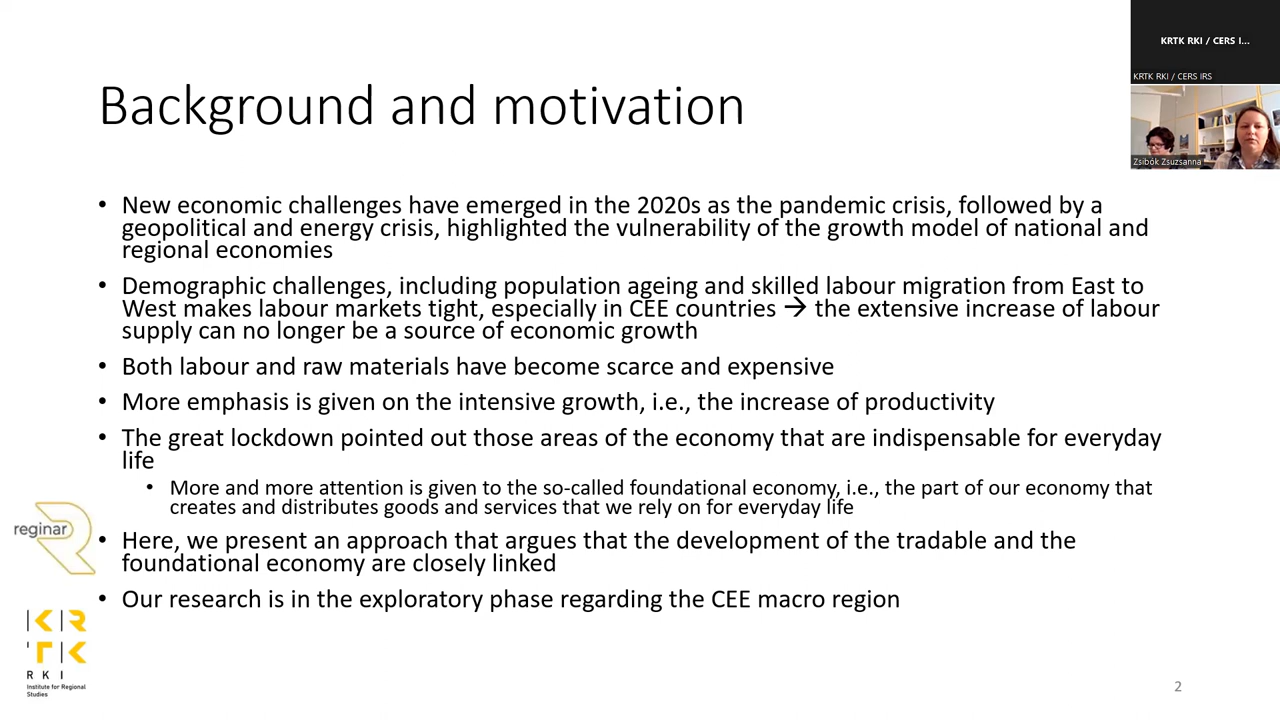 KRTK RKI / CERS I...
KRTK RKI / CERS IRS
Zsibók Zsuzsanna
Background and motivation
• New economic challenges have emerged in the 2020s as the pandemic crisis, followed by a
geopolitical and energy crisis, highlighted the vulnerability of the growth model of national and
regional economies
• Demographic challenges, including population ageing and skilled labour migration from East to
West makes labour markets tight, especially in CEE countries → the extensive increase of labour
supply can no longer be a source of economic growth
• Both labour and raw materials have become scarce and expensive
• More emphasis is given on the intensive growth, i.e., the increase of productivity
• The great lockdown pointed out those areas of the economy that are indispensable for everyday
life
• More and more attention is given to the so-called foundational economy, i.e., the part of our economy that
creates and distributes goods and services that we rely on for everyday life
• Here, we present an approach that argues that the development of the tradable and the
foundational economy are closely linked
• Our research is in the exploratory phase regarding the CEE macro region
reginar
KR
TK
RKI
Institute for Regional
Studies
2